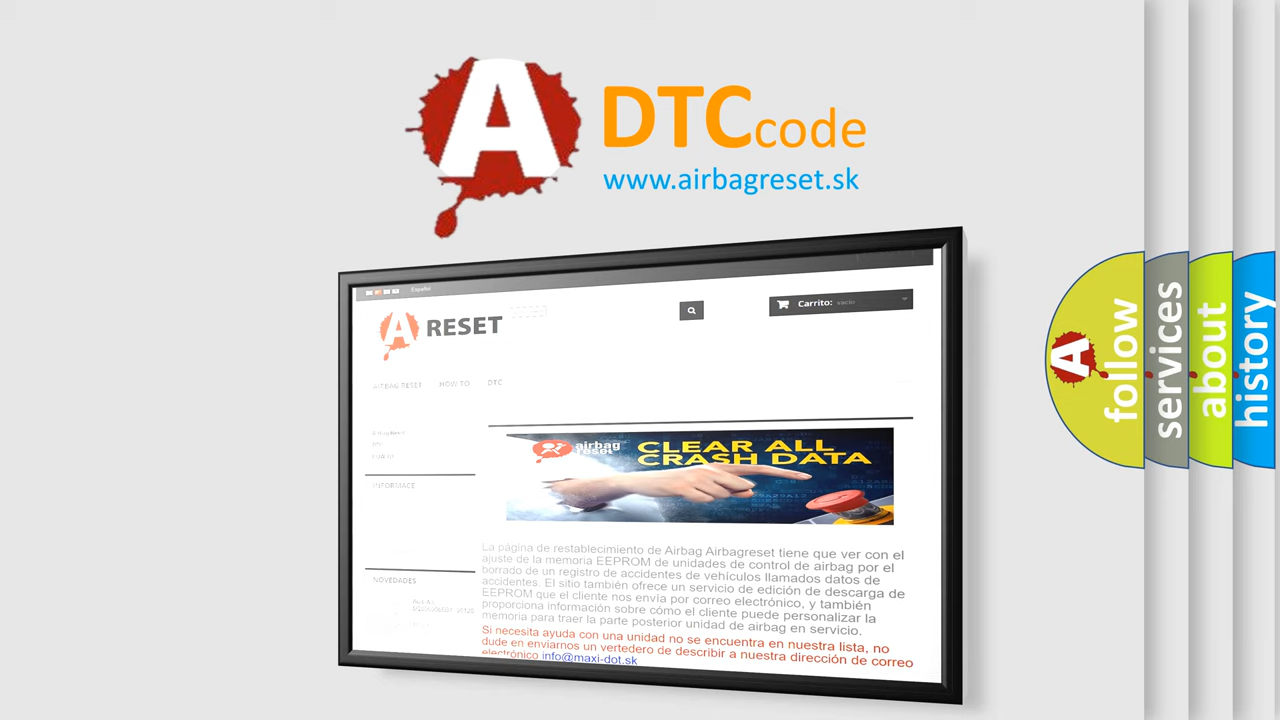 A
DTCcode
www.airbagreset.sk
Español
A RESET
Carrito: vacío
AIRBAG RESET HOW TO DTC
INFORMACE
NOVEDADES
airbag
reset
CLEAR ALL
CRASH DATA
La página de restablecimiento de Airbag Airbagreset tiene que ver con el
ajuste de la memoria EEPROM de unidades de control de airbag por el
borrado de un registro de accidentes de vehículos llamados datos de
accidentes. El sitio también ofrece un servicio de edición de descarga de
EEPROM que el cliente nos envía por correo electrónico, y también
proporciona información sobre cómo el cliente puede personalizar la
memoria para traer la parte posterior unidad de airbag en servicio.
Si necesita ayuda con una unidad no se encuentra en nuestra lista, no
dude en enviarnos un vertedero de describir a nuestra dirección de correo
electrónico info@maxi-dot.sk
A
follow
services
about
history